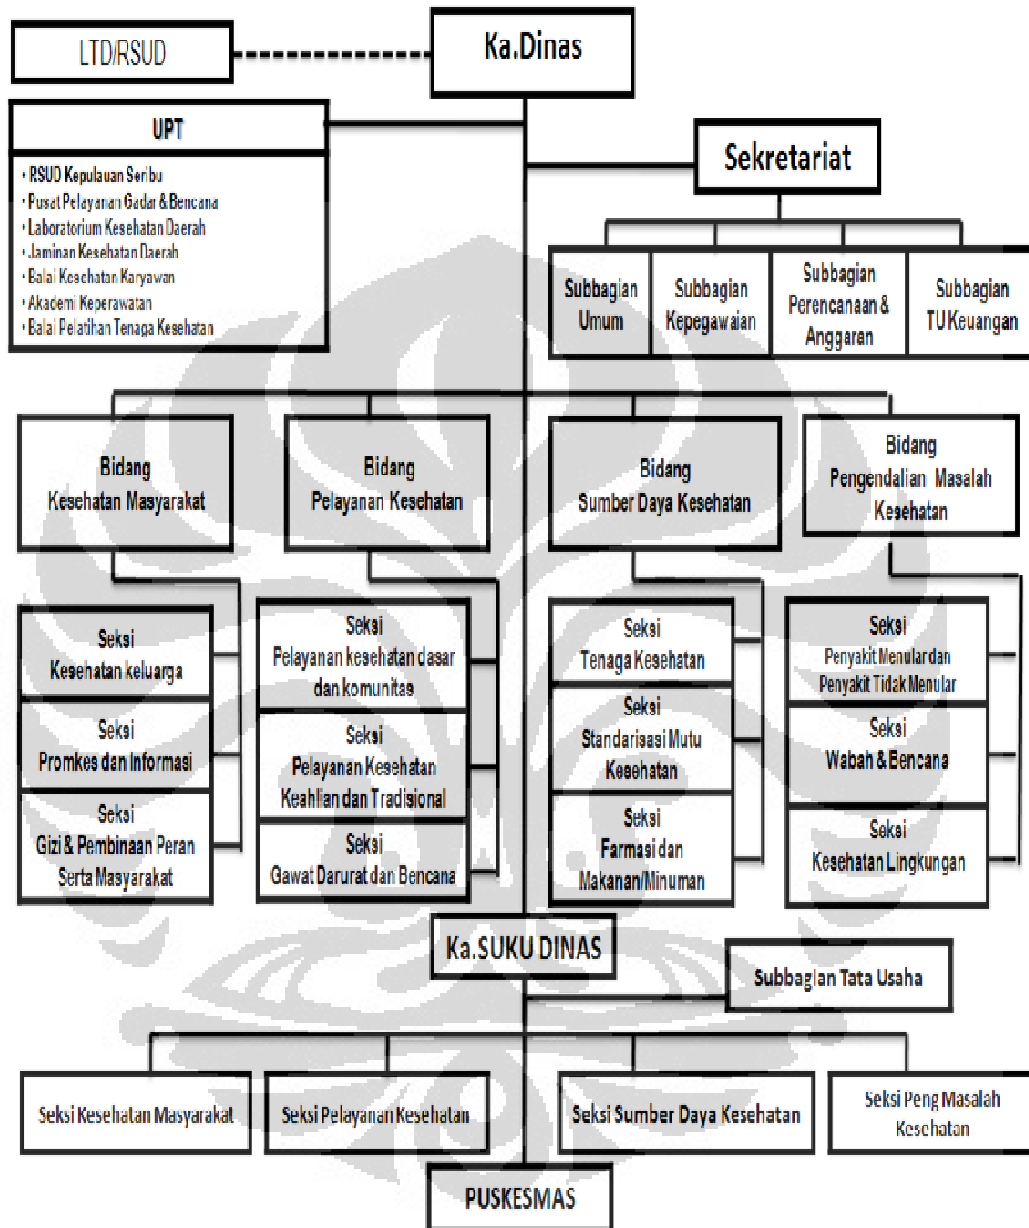 LTD/RSUD
Ka.Dinas
UPT
• RSUD Kepulauan Seribu
• Pusat Pelayanan Gadar & Bencana
• Laboratorium Kesehatan Daerah
• Jaminan Kesehatan Daerah
• Balai Kesehatan Karyawan
• Akademi Keperawatan
• Balai Pelatihan Tenaga Kesehatan
Sekretariat
Subbagian
Umum
Subbagian
Kepegawaian
Subbagian
Perencanaan &
Anggaran
Subbagian
TU Keuangan
Bidang
Kesehatan Masyarakat
Bidang
Pelayanan Kesehatan
Bidang
Sumber Daya Kesehatan
Bidang
Pengendalian Masalah
Kesehatan
Seksi
Kesehatan keluarga
Seksi
Promkes dan Informasi
Seksi
Gizi & Pembinaan Peran
Serta Masyarakat
Seksi
Pelayanan kesehatan dasar
dan komunitas
Seksi
Pelayanan Kesehatan
Keahlian dan Tradisional
Seksi
Gawat Darurat dan Bencana
Seksi
Tenaga Kesehatan
Seksi
Standarisasi Mutu
Kesehatan
Seksi
Farmasi dan
Makanan/Minuman
Seksi
Penyakit Menular dan
Penyakit Tidak Menular
Seksi
Wabah & Bencana
Seksi
Kesehatan Lingkungan
Ka.SUKU DINAS
Subbagian Tata Usaha
Seksi Kesehatan Masyarakat
Seksi Pelayanan Kesehatan
Seksi Sumber Daya Kesehatan
Seksi Peng Masalah
Kesehatan
PUSKESMAS